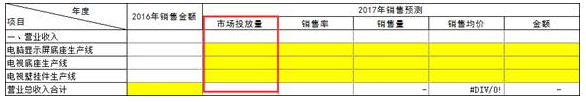 年度
项目
2016年销售金额
2017年销售预测
市场投放量 销售率 销售量 销售均价 金额
一、营业收入
电脑显示屏底座生产线
电视底座生产线
电视壁挂件生产线
营业总收入合计 - #DIV/0! -